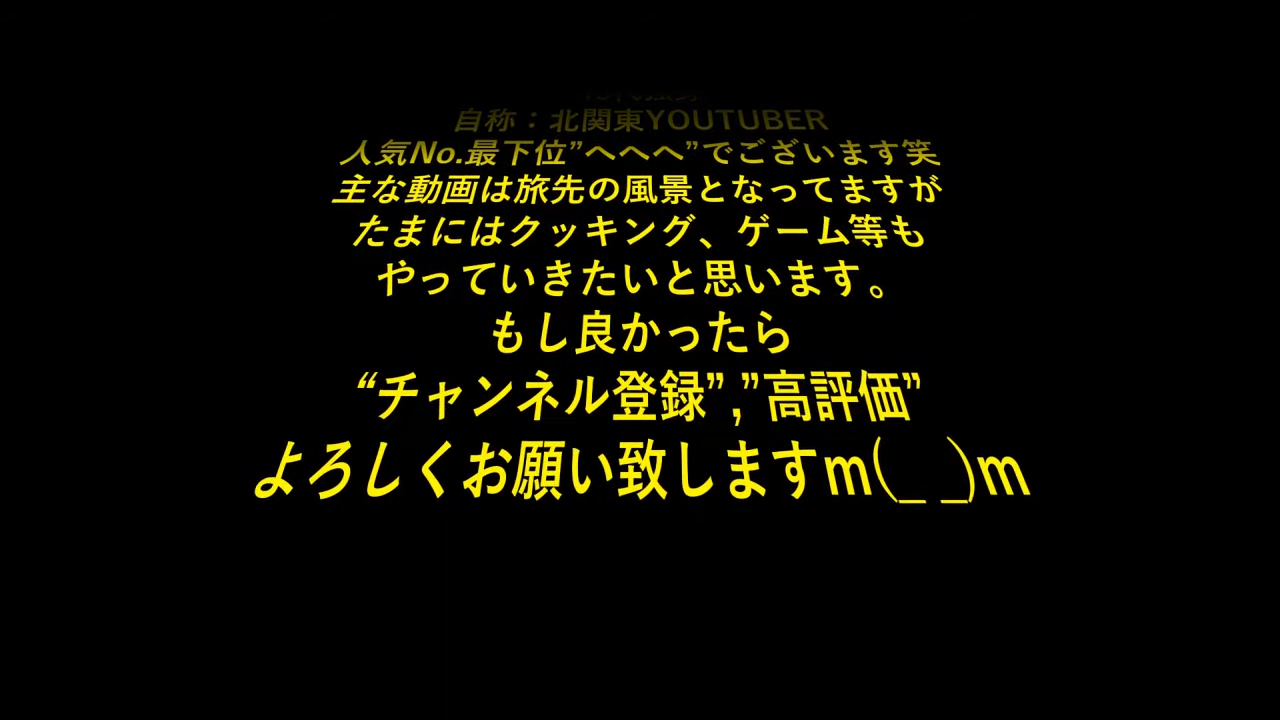 自称：北関東YOUTUBER
人気No.最下位”へへへ”でございます笑
主な動画は旅先の風景となってますが
たまにはクッキング、ゲーム等も
やっていきたいと思います。
もし良かったら
“チャンネル登録”,”高評価”
よろしくお願い致しますm(_ _)m